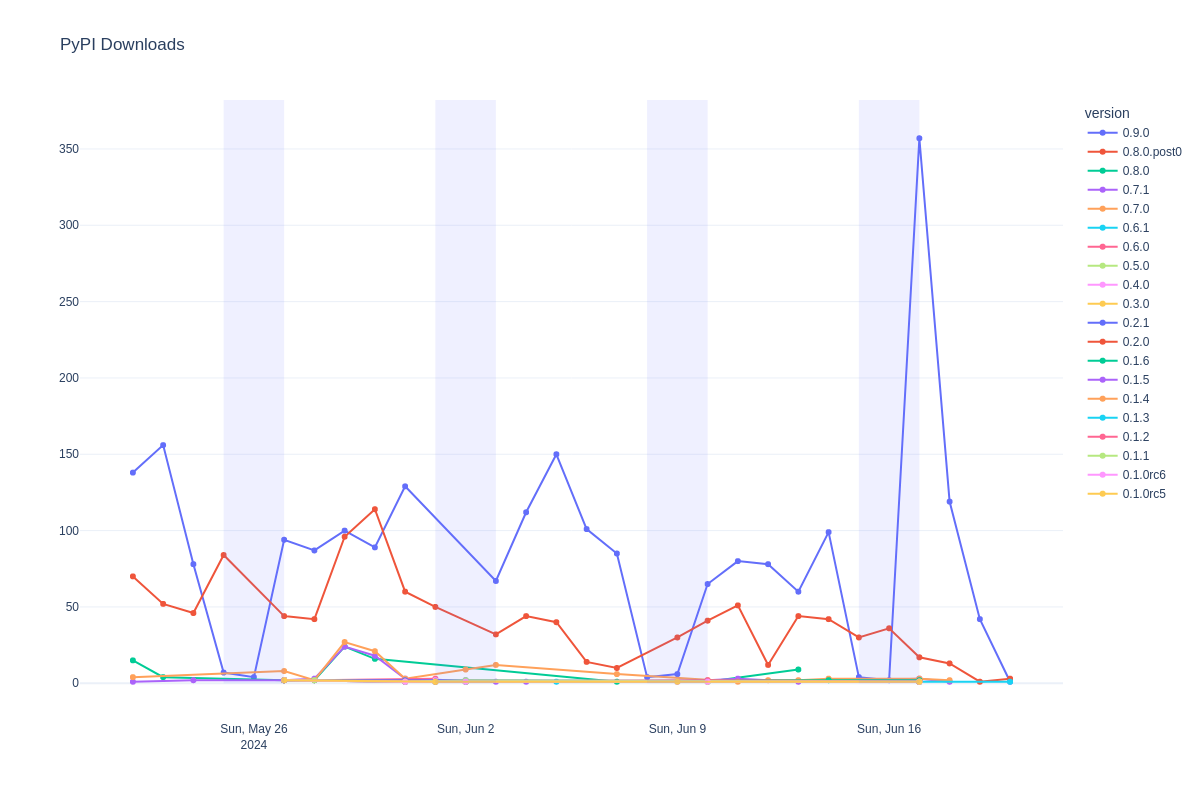 PyPI Downloads
350
300
250
200
150
100
50
0
Sun, May 26
2024
Sun, Jun 2
Sun, Jun 9
Sun, Jun 16
version
0.9.0
0.8.0.post0
0.8.0
0.7.1
0.7.0
0.6.1
0.6.0
0.5.0
0.4.0
0.3.0
0.2.1
0.2.0
0.1.6
0.1.5
0.1.4
0.1.3
0.1.2
0.1.1
0.1.0rc6
0.1.0rc5